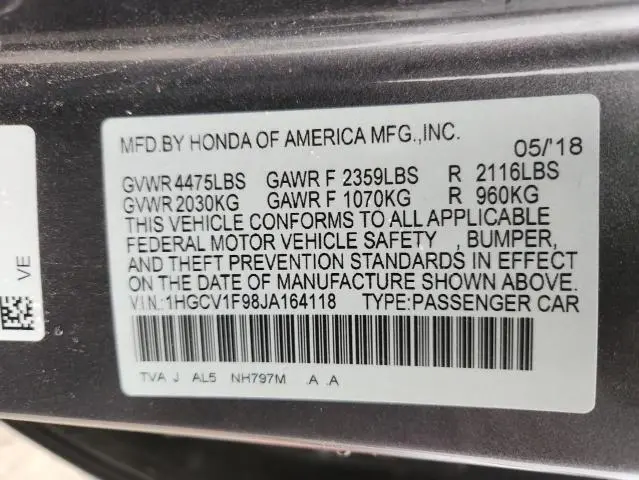 MFD.BY HONDA OF AMERICA MFG.,INC. 05/'18
GVWR 4475LBS GAWR F 2359LBS R 2116LBS
GVWR 2030KG GAWR F 1070KG R 960KG
THIS VEHICLE CONFORMS TO ALL APPLICABLE
FEDERAL MOTOR VEHICLE SAFETY , BUMPER,
AND THEFT PREVENTION STANDARDS IN EFFECT
ON THE DATE OF MANUFACTURE SHOWN ABOVE.
V.I.N.:1HGCV1F98JA164118 TYPE:PASSENGER CAR
TVA J AL5 NH797M .A .A
VE